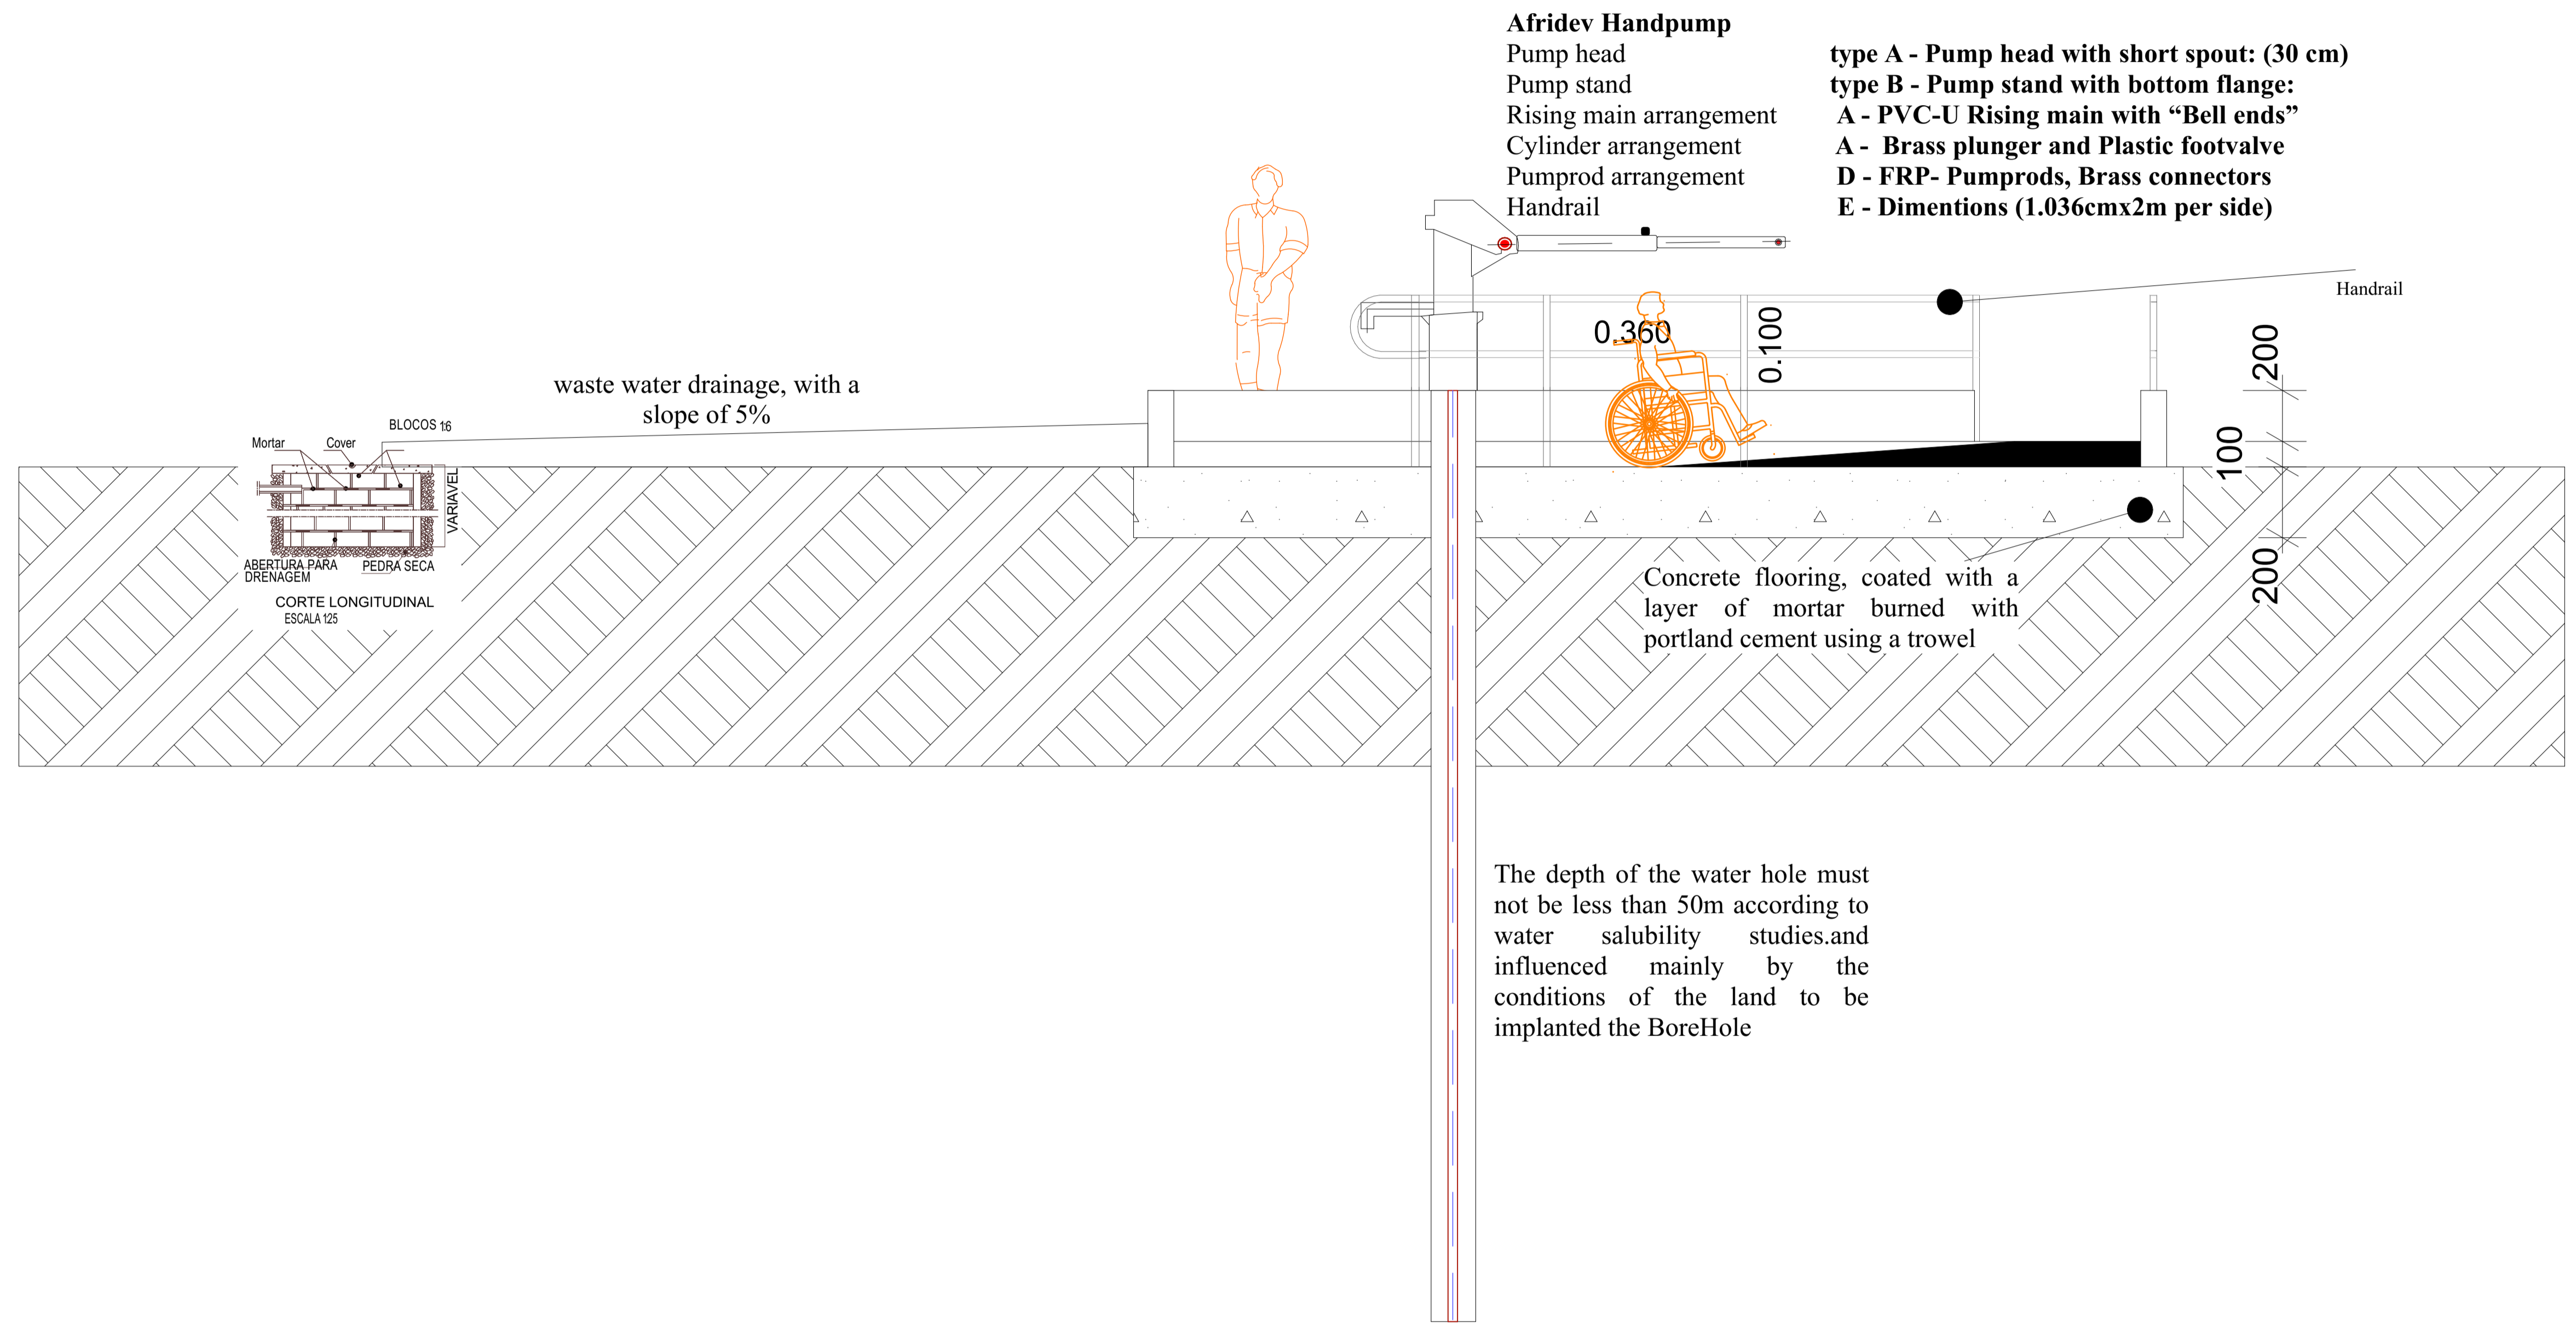 Afridev Handpump
Pump head type A - Pump head with short spout: (30 cm)
Pump stand type B - Pump stand with bottom flange:
Rising main arrangement A - PVC-U Rising main with “Bell ends”
Cylinder arrangement A - Brass plunger and Plastic footvalve
Pumprod arrangement D - FRP- Pumprods, Brass connectors
Handrail E - Dimentions (1.036cmx2m per side)
Handrail
0.360
0.100
200
100
200
waste water drainage, with a
slope of 5%
BLOCOS 1:6
Mortar
Cover
VARIAVEL
ABERTURA PARA
DRENAGEM
PEDRA SECA
CORTE LONGITUDINAL
ESCALA 1:25
Concrete flooring, coated with a
layer of mortar burned with
portland cement using a trowel
The depth of the water hole must
not be less than 50m according to
water salubility studies.and
influenced mainly by the
conditions of the land to be
implanted the BoreHole